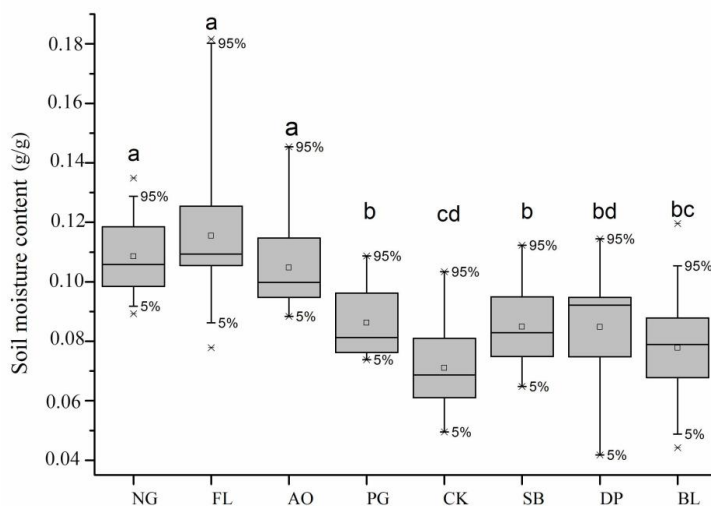 Soil moisture content (g/g)
0.18
0.16
0.14
0.12
0.10
0.08
0.06
0.04
a
95%
5%
a
95%
5%
a
95%
5%
b
95%
5%
cd
95%
5%
b
95%
5%
bd
95%
5%
bc
95%
5%
NG FL AO PG CK SB DP BL